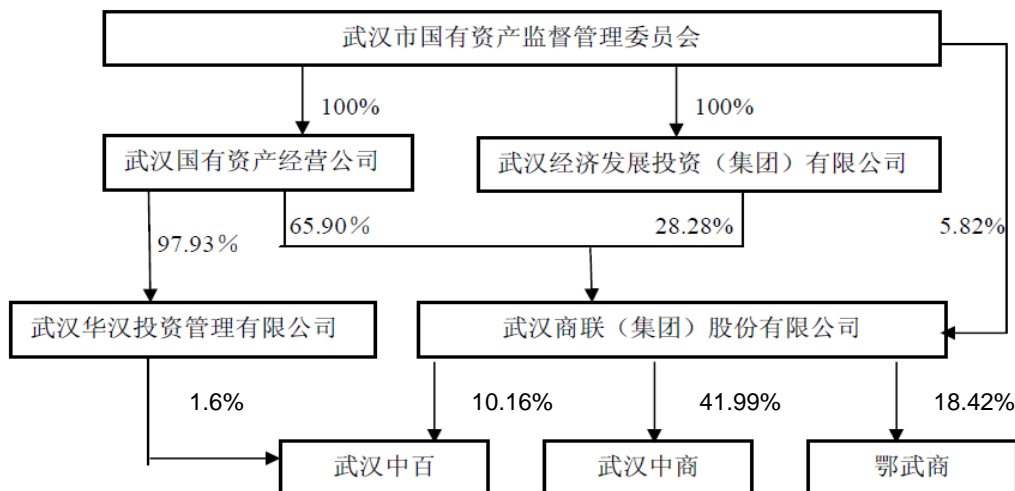 武汉市国有资产监督管理委员会
100%
100%
武汉国有资产经营公司
武汉经济发展投资（集团）有限公司
97.93％
65.90％
28.28%
5.82%
武汉华汉投资管理有限公司
武汉商联（集团）股份有限公司
1.6%
10.16%
41.99%
18.42%
武汉中百
武汉中商
鄂武商